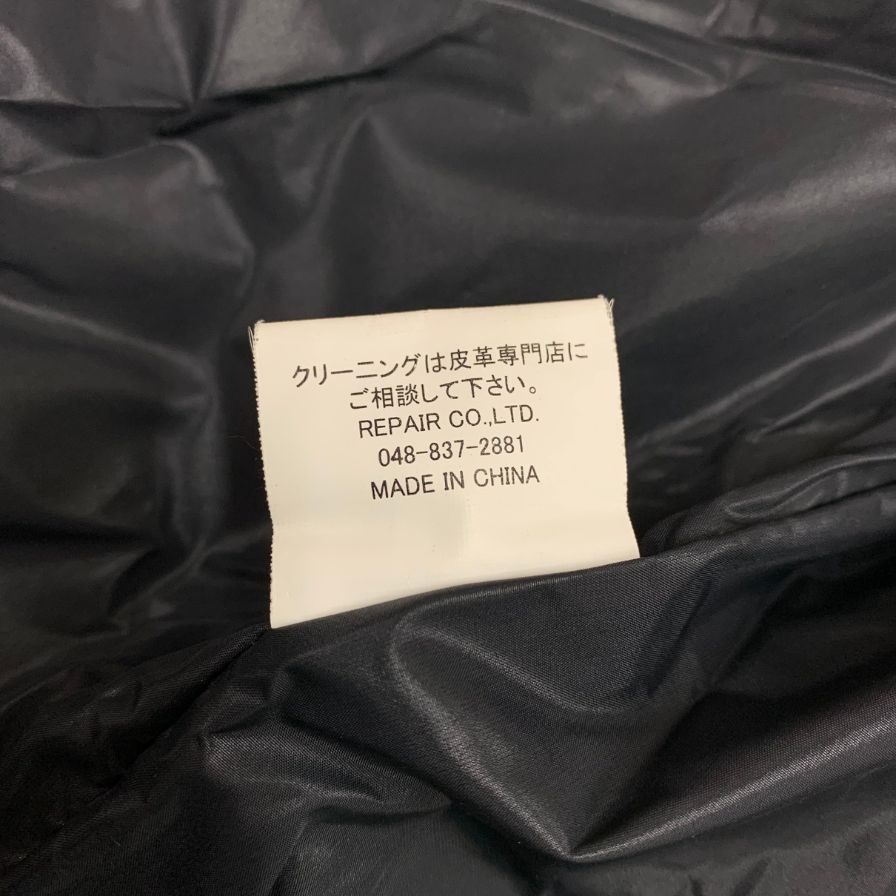 クリーニングは皮革専門店に
ご相談して下さい。
REPAIR CO.,LTD.
048-837-2881
MADE IN CHINA